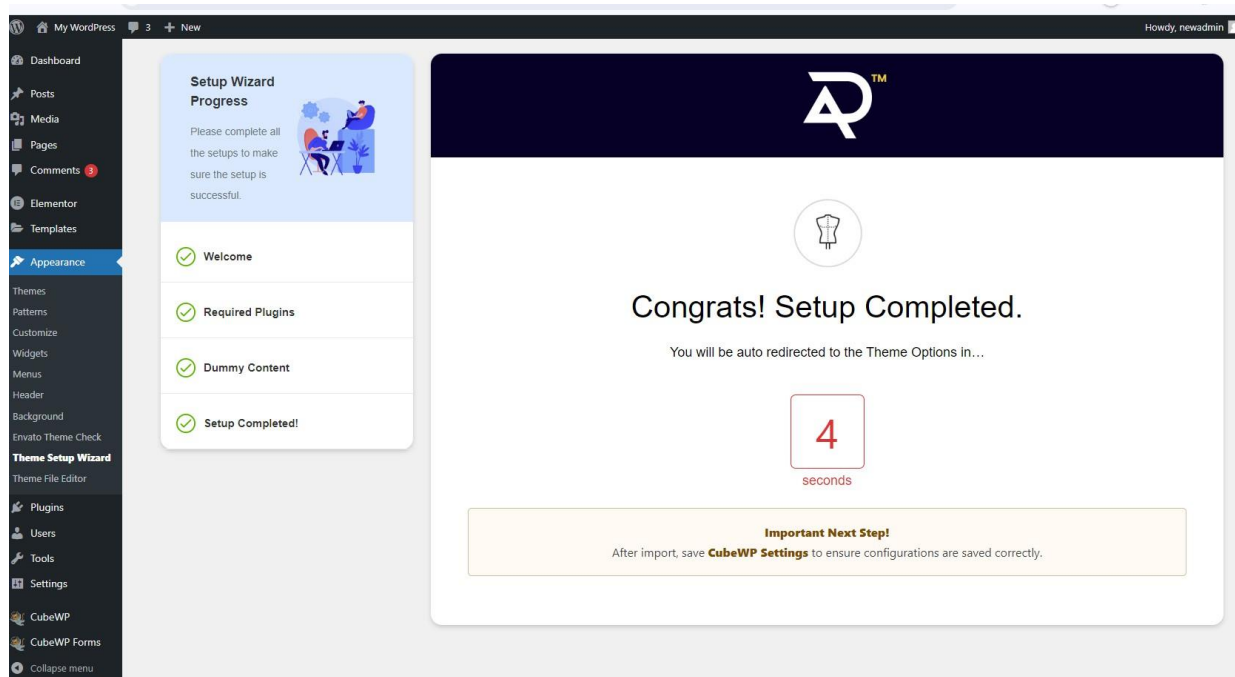 My WordPress 3 + New Howdy, newadmin
Dashboard
Posts
Media
Pages
Comments 3
Elementor
Templates
Appearance
Themes
Patterns
Customize
Widgets
Menus
Header
Background
Envato Theme Check
Theme Setup Wizard
Theme File Editor
Plugins
Users
Tools
Settings
CubeWP
CubeWP Forms
Collapse menu
Setup Wizard
Progress
Please complete all
the setups to make
sure the setup is
successful.
Welcome
Required Plugins
Dummy Content
Setup Completed!
TM
Congrats! Setup Completed.
You will be auto redirected to the Theme Options in…
4
seconds
Important Next Step!
After import, save CubeWP Settings to ensure configurations are saved correctly.